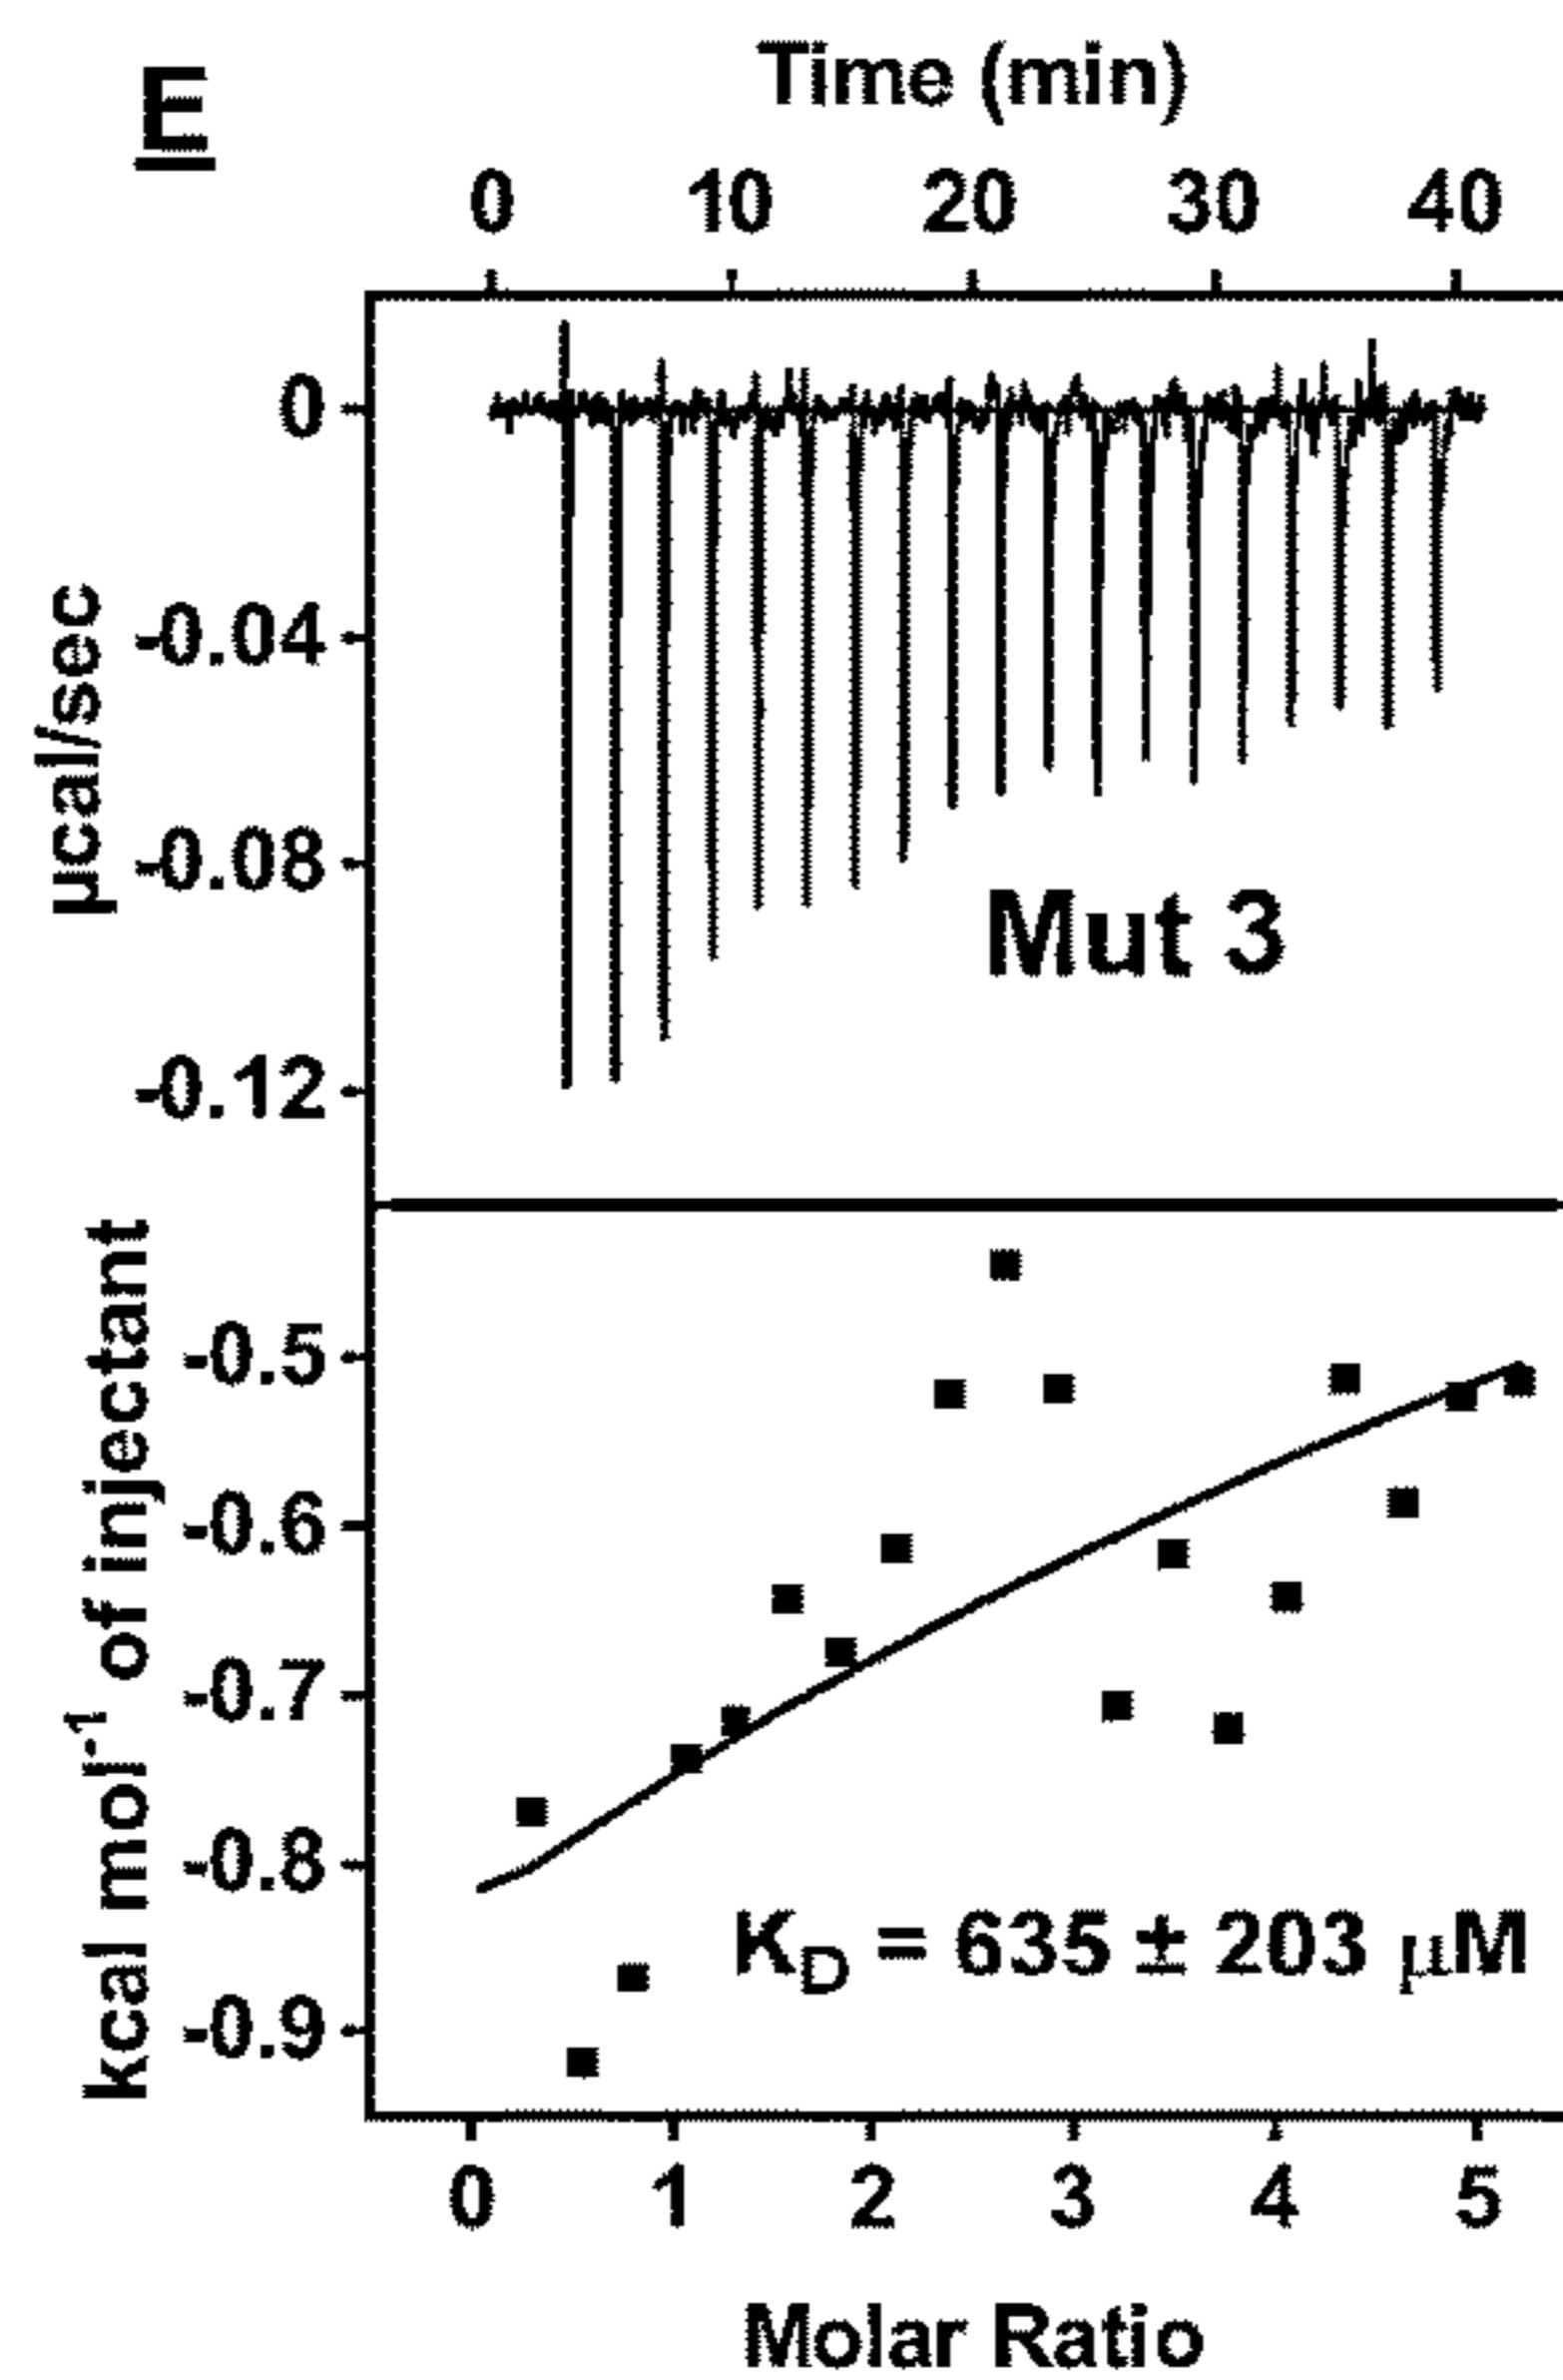 E
Time (min)
0 10 20 30 40
µcal/sec
0
-0.04
-0.08
-0.12
Mut 3
kcal mol-1 of injectant
-0.5
-0.6
-0.7
-0.8
-0.9
KD = 635 ± 203 µM
0 1 2 3 4 5
Molar Ratio